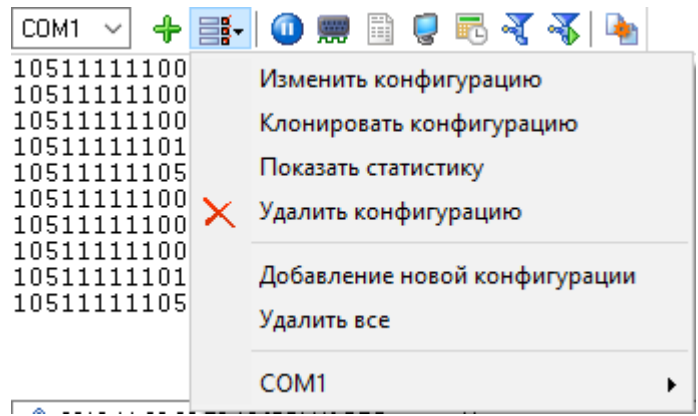 COM1
10511111100
10511111100
10511111100
10511111101
10511111105
10511111100
10511111100
10511111100
10511111101
10511111105
Изменить конфигурацию
Клонировать конфигурацию
Показать статистику
Удалить конфигурацию
Добавление новой конфигурации
Удалить все
COM1